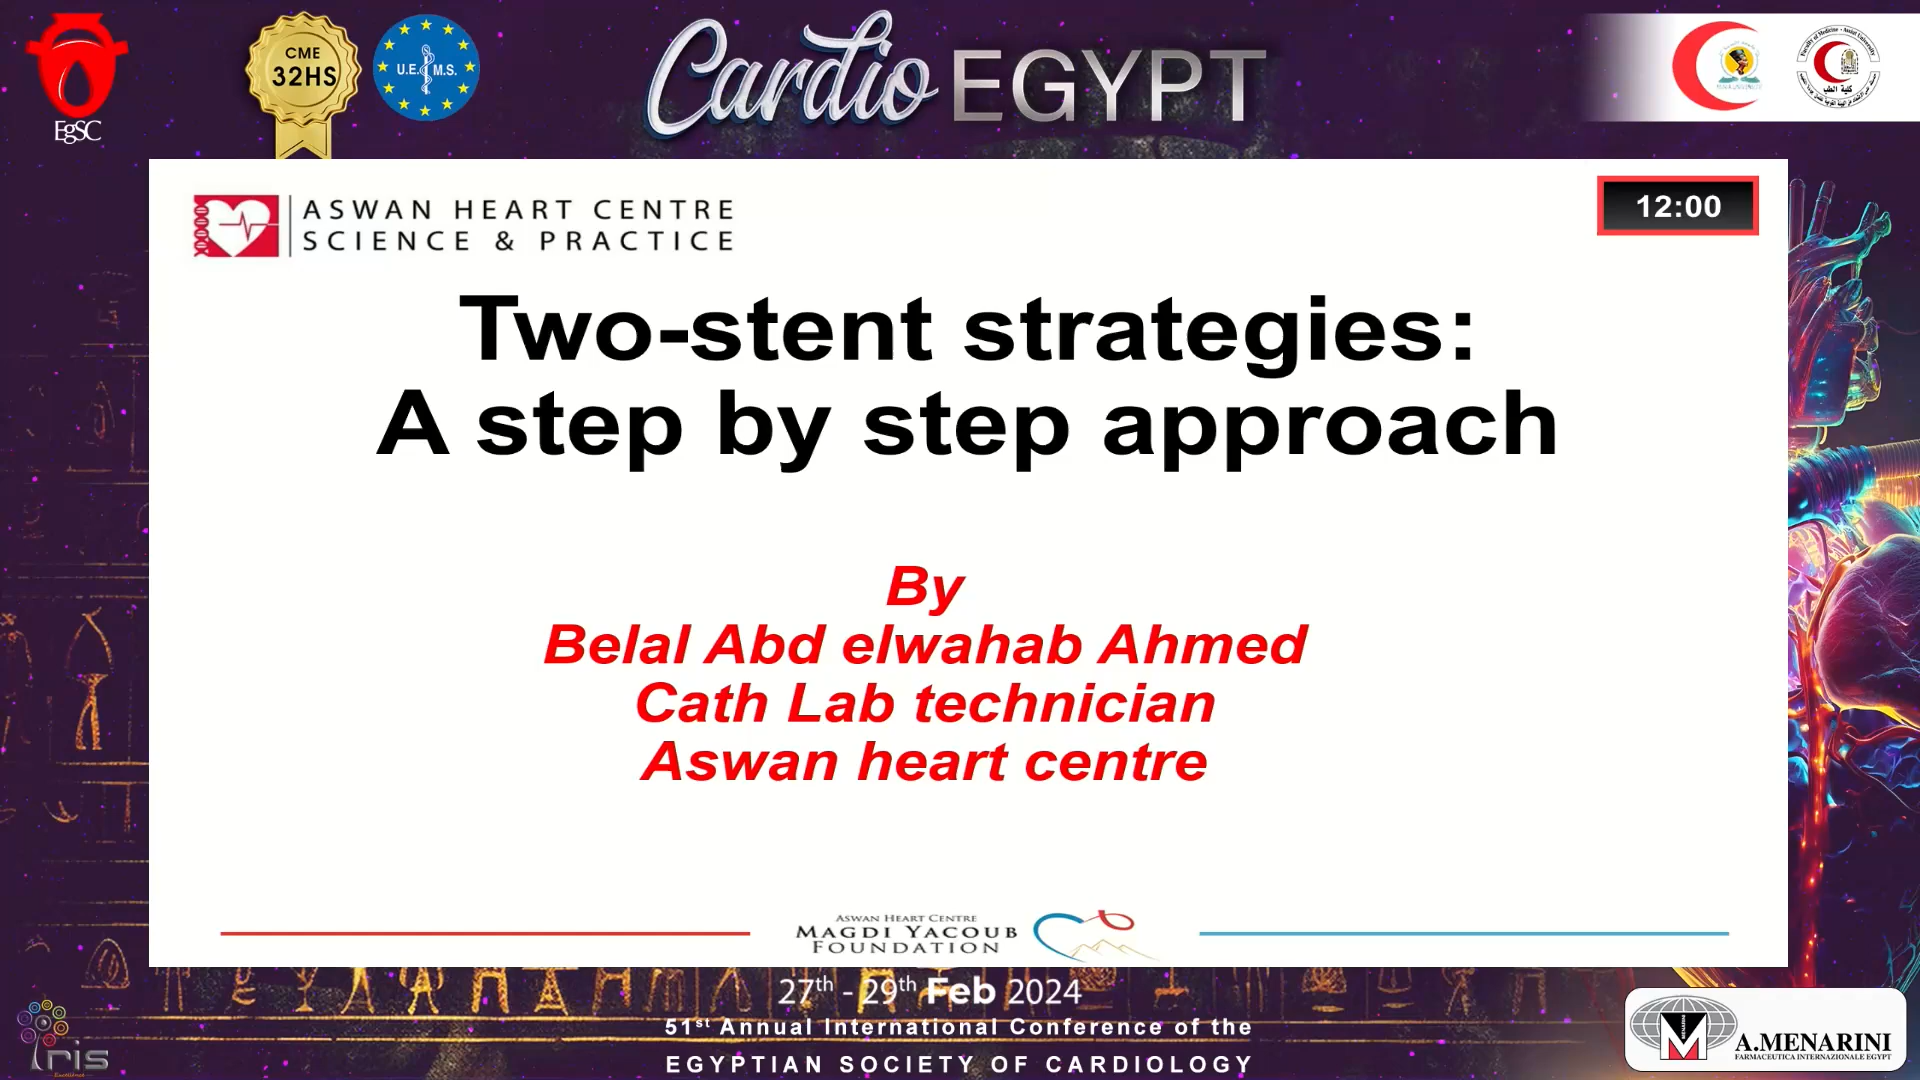 EgSC
CME
32HS
U.E. M.S.
Cardio EGYPT
ASWAN HEART CENTRE
SCIENCE & PRACTICE
12:00
Two-stent strategies:
A step by step approach
By
Belal Abd elwahab Ahmed
Cath Lab technician
Aswan heart centre
ASWAN HEART CENTRE
MAGDI YACOUB
FOUNDATION
27th - 29th Feb 2024
51st Annual International Conference of the
EGYPTIAN SOCIETY OF CARDIOLOGY
Iris
A.MENARINI
FARMACEUTICA INTERNAZIONALE EGYPT